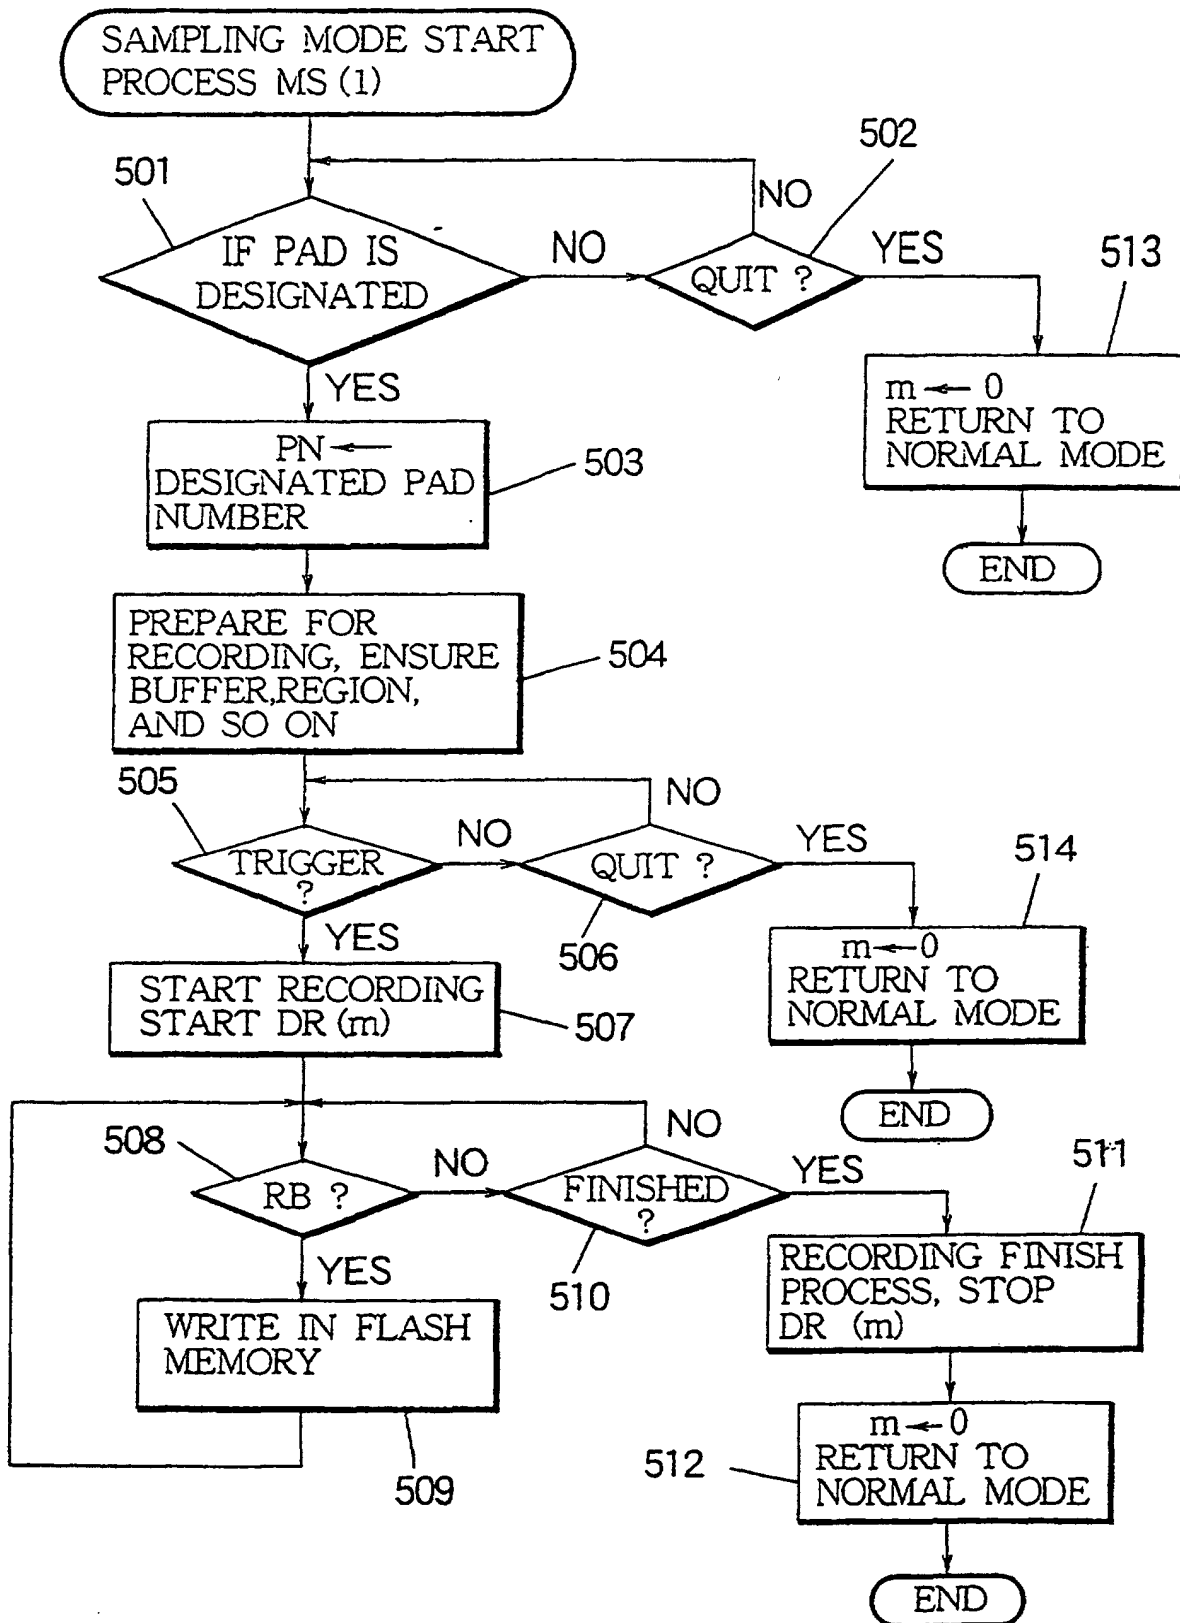 SAMPLING MODE START
PROCESS MS (1)
502
501
NO
IF PAD IS
DESIGNATED
NO
QUIT ?
YES
513
YES
m ← 0
RETURN TO
NORMAL MODE
PN ←
DESIGNATED PAD
NUMBER
503
END
PREPARE FOR
RECORDING, ENSURE
BUFFER,REGION,
AND SO ON
504
505
NO
TRIGGER
?
NO
QUIT ?
YES
514
YES
506
m ← 0
RETURN TO
NORMAL MODE
START RECORDING
START DR (m)
507
END
508
NO
RB ?
NO
FINISHED
?
YES
511
YES
510
RECORDING FINISH
PROCESS, STOP
DR (m)
WRITE IN FLASH
MEMORY
509
m ← 0
RETURN TO
NORMAL MODE
512
END